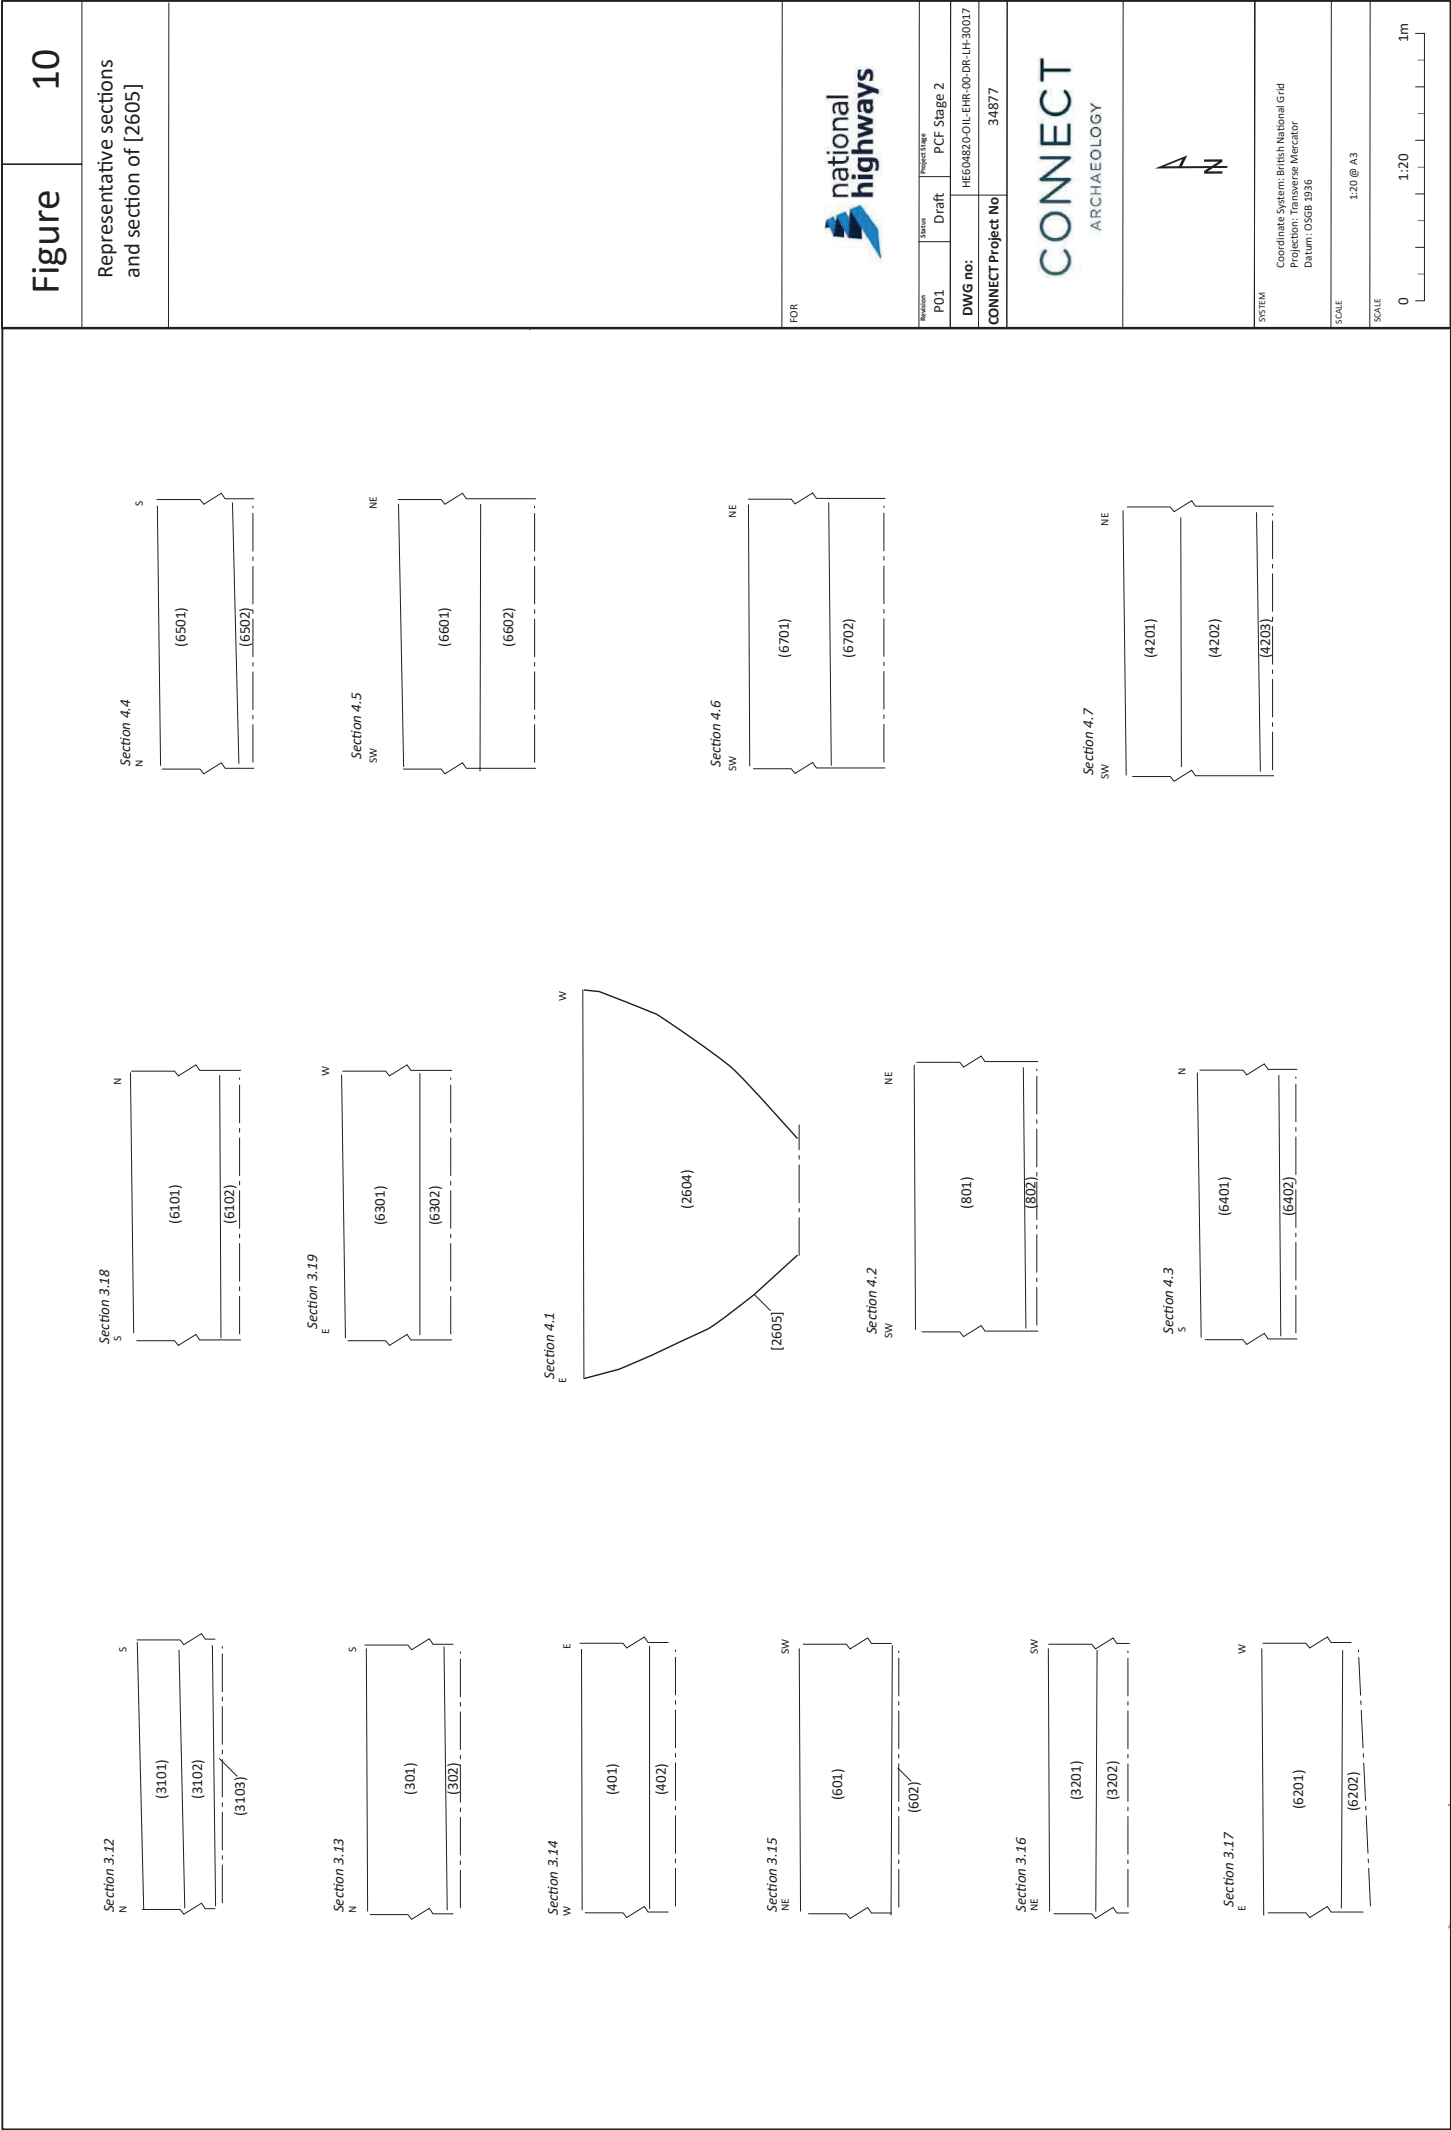 Section 3.12
N
S
(3101)
(3102)
(3103)
Section 3.13
N
S
(301)
(302)
Section 3.14
W
E
(401)
(402)
Section 3.15
NE
SW
(601)
(602)
Section 3.16
NE
SW
(3201)
(3202)
Section 3.17
E
W
(6201)
(6202)
Section 3.18
S
N
(6101)
(6102)
Section 3.19
E
W
(6301)
(6302)
Section 4.1
E
W
(2604)
[2605]
Section 4.2
SW
NE
(801)
(802)
Section 4.3
S
N
(6401)
(6402)
Section 4.4
N
S
(6501)
(6502)
Section 4.5
SW
NE
(6601)
(6602)
Section 4.6
SW
NE
(6701)
(6702)
Section 4.7
SW
NE
(4201)
(4202)
(4203)
Figure 10
Representative sections
and section of [2605]
FOR
national
highways
Revision Status Project Stage
P01 Draft PCF Stage 2
DWG no: HE604820-OIL-EHR-00-DR-LH-30017
CONNECT Project No 34877
CONNECT
ARCHAEOLOGY
N
SYSTEM
Coordinate System: British National Grid
Projection: Transverse Mercator
Datum: OSGB 1936
SCALE
1:20 @ A3
SCALE
0 1:20 1m